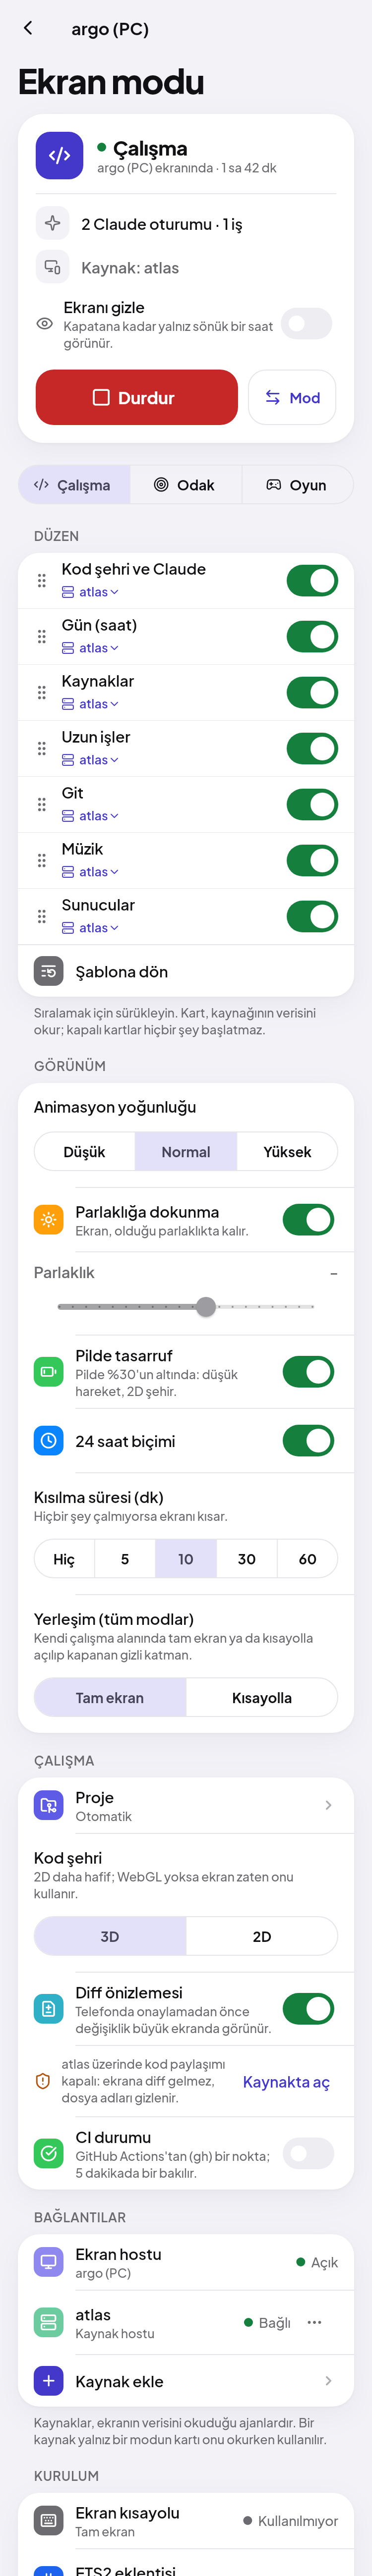 argo (PC)
Ekran modu
Çalışma
argo (PC) ekranında · 1 sa 42 dk
2 Claude oturumu · 1 iş
Kaynak: atlas
Ekranı gizle
Kapatana kadar yalnız sönük bir saat
görünür.
Durdur
Mod
Çalışma
Odak
Oyun
DÜZEN
Kod şehri ve Claude
atlas
Gün (saat)
atlas
Kaynaklar
atlas
Uzun işler
atlas
Git
atlas
Müzik
atlas
Sunucular
atlas
Şablona dön
Sıralamak için sürükleyin. Kart, kaynağının verisini
okur; kapalı kartlar hiçbir şey başlatmaz.
GÖRÜNÜM
Animasyon yoğunluğu
Düşük
Normal
Yüksek
Parlaklığa dokunma
Ekran, olduğu parlaklıkta kalır.
Parlaklık
–
Pilde tasarruf
Pilde %30'un altında: düşük
hareket, 2D şehir.
24 saat biçimi
Kısılma süresi (dk)
Hiçbir şey çalmıyorsa ekranı kısar.
Hiç
5
10
30
60
Yerleşim (tüm modlar)
Kendi çalışma alanında tam ekran ya da kısayolla
açılıp kapanan gizli katman.
Tam ekran
Kısayolla
ÇALIŞMA
Proje
Otomatik
Kod şehri
2D daha hafif; WebGL yoksa ekran zaten onu
kullanır.
3D
2D
Diff önizlemesi
Telefonda onaylamadan önce
değişiklik büyük ekranda görünür.
atlas üzerinde kod paylaşımı
kapalı: ekrana diff gelmez,
dosya adları gizlenir.
Kaynakta aç
CI durumu
GitHub Actions'tan (gh) bir nokta;
5 dakikada bir bakılır.
BAĞLANTILAR
Ekran hostu
argo (PC)
Açık
atlas
Kaynak hostu
Bağlı
Kaynak ekle
Kaynaklar, ekranın verisini okuduğu ajanlardır. Bir
kaynak yalnız bir modun kartı onu okurken kullanılır.
KURULUM
Ekran kısayolu
Tam ekran
Kullanılmıyor
ETS2 eklentisi